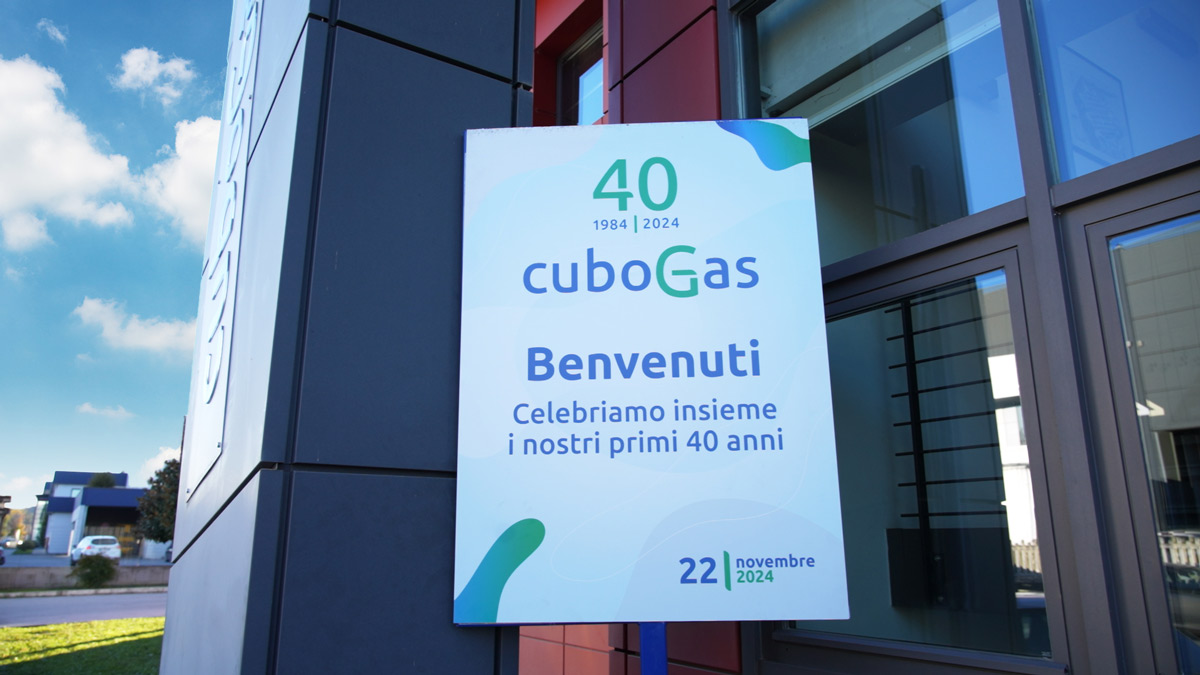 40
1984 | 2024
cuboGas
Benvenuti
Celebriamo insieme
i nostri primi 40 anni
22 | novembre
2024